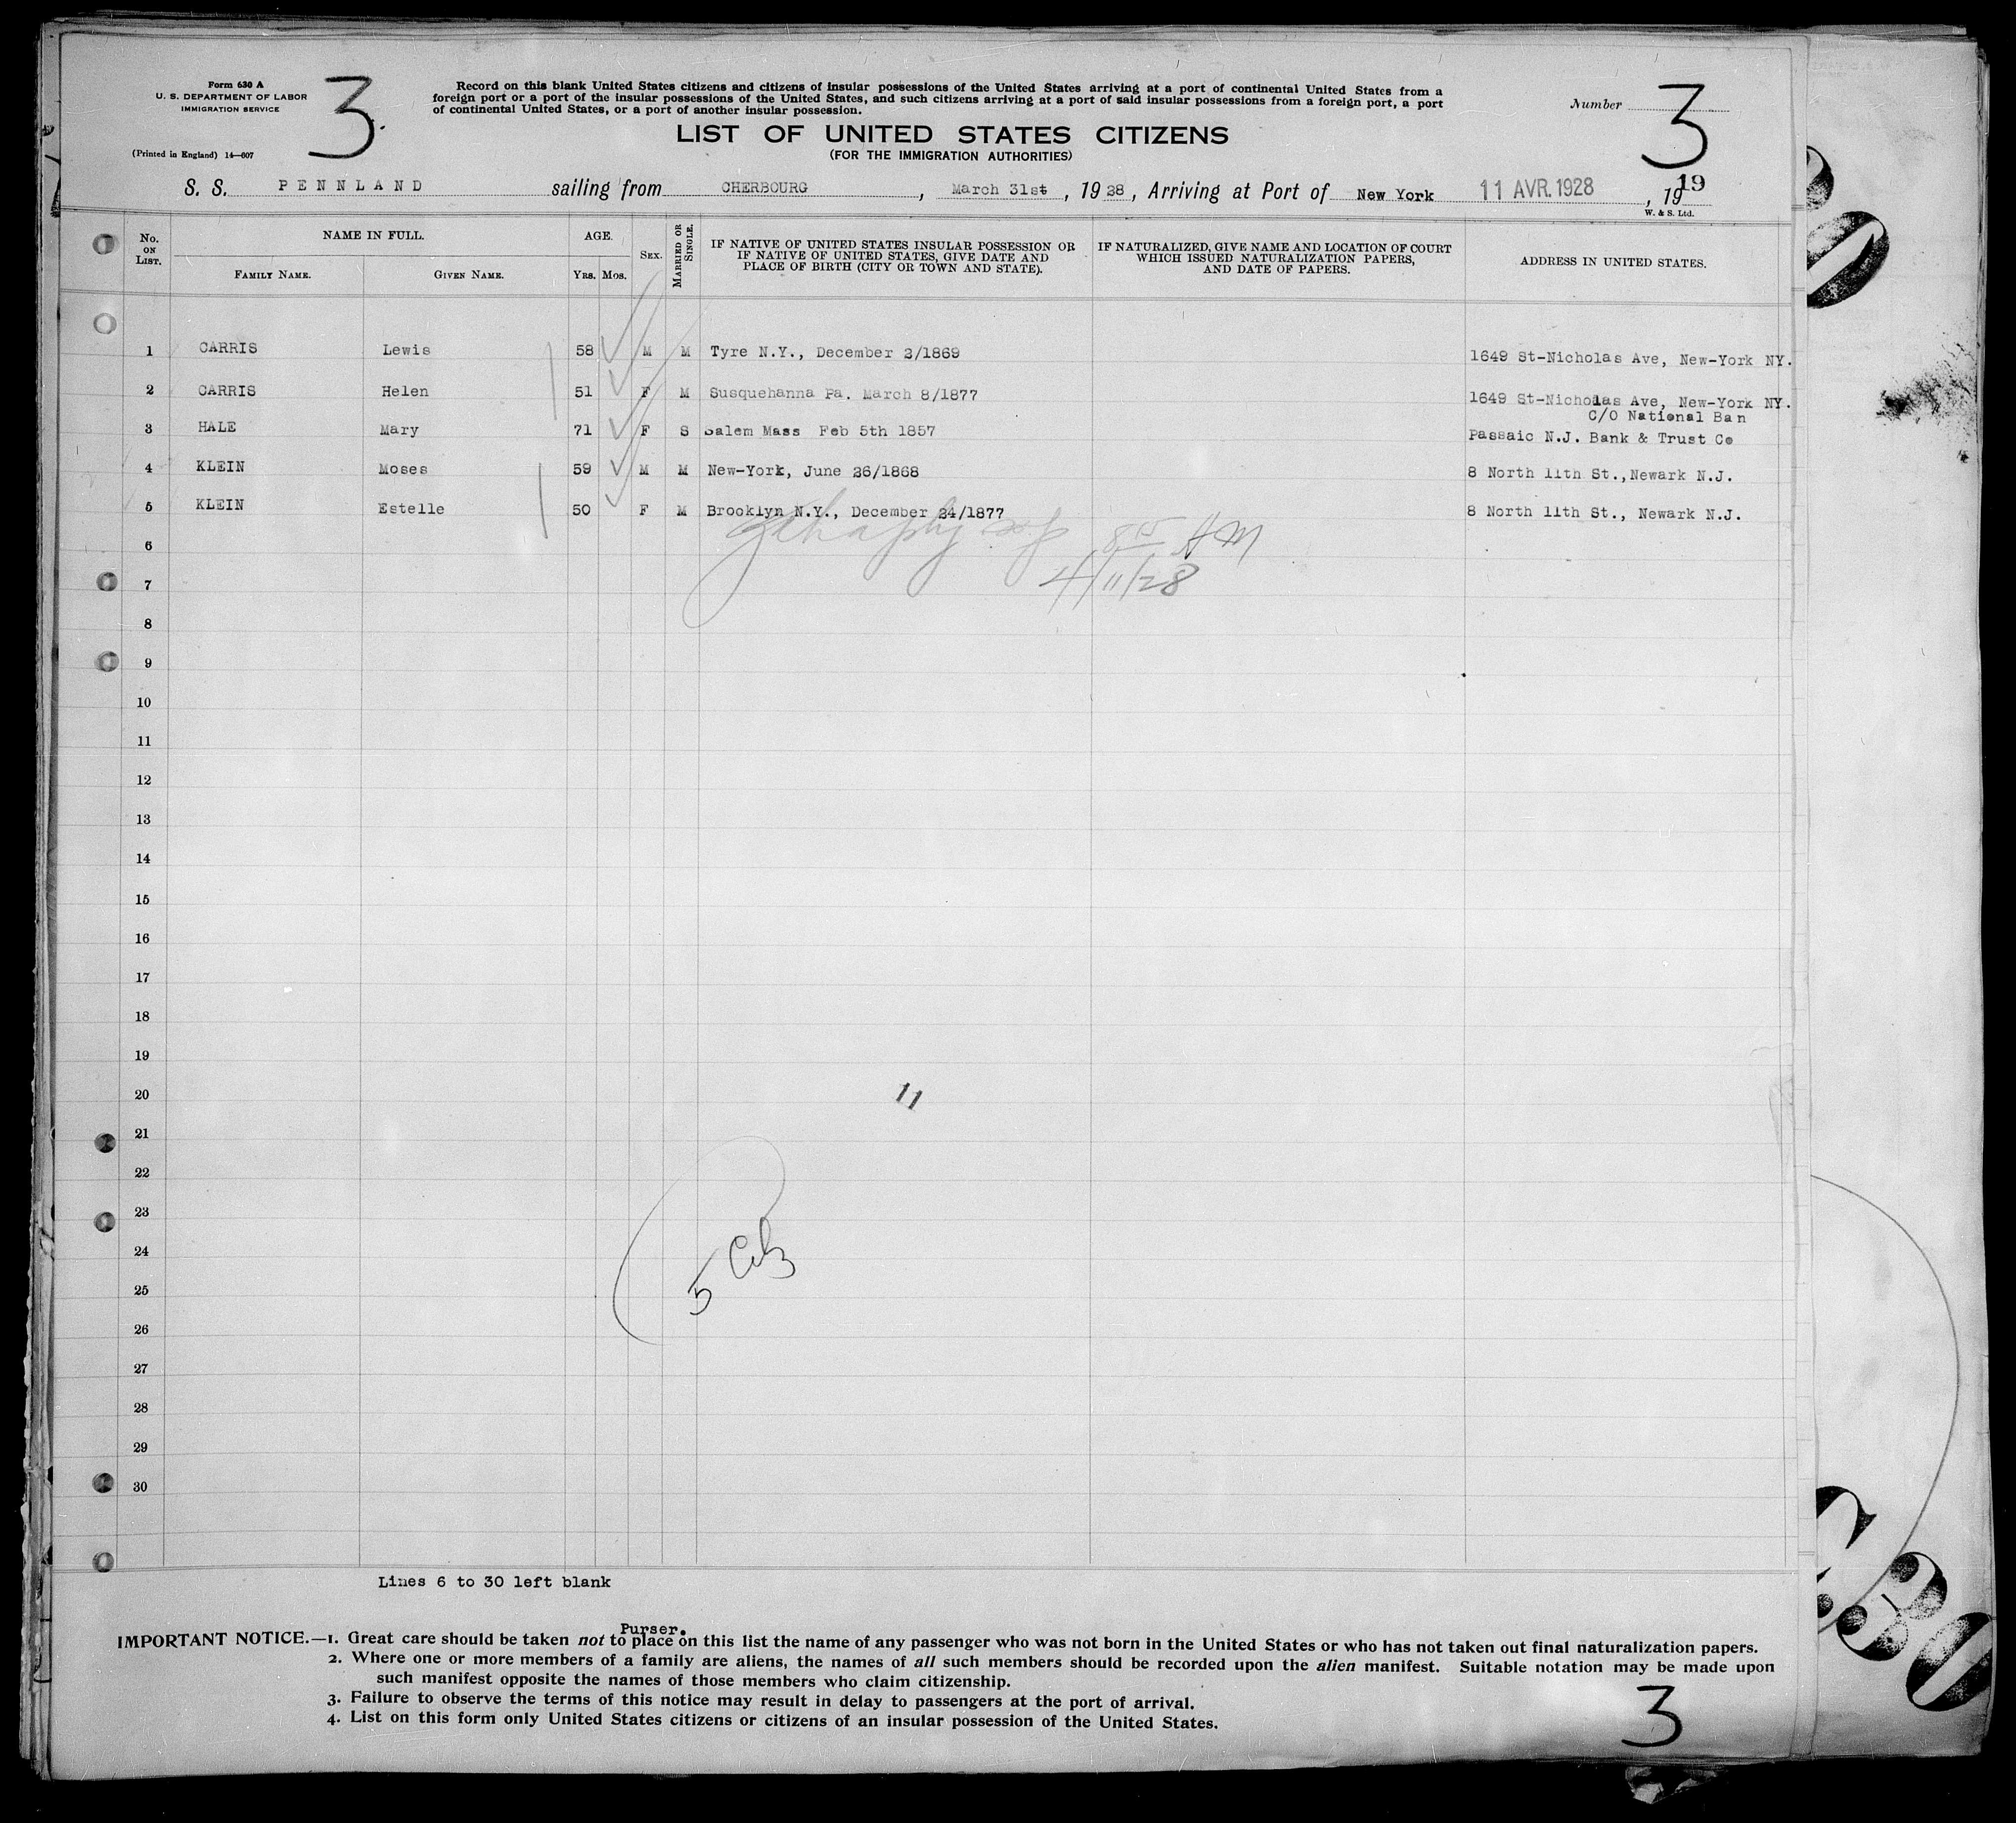 Form 630 A
U. S. DEPARTMENT OF LABOR
IMMIGRATION SERVICE
(Printed in England) 14—607
3
Record on this blank United States citizens and citizens of insular possessions of the United States arriving at a port of continental United States from a
foreign port or a port of the insular possessions of the United States, and such citizens arriving at a port of said insular possessions from a foreign port, a port
of continental United States, or a port of another insular possession.
Number 3
LIST OF UNITED STATES CITIZENS
(FOR THE IMMIGRATION AUTHORITIES)
S. S. PENNLAND sailing from CHERBOURG, March 31st, 1928, Arriving at Port of New York 11 AVR. 1928, 19 19
W. & S. Ltd.
No. ON LIST. NAME IN FULL. AGE. SEX. MARRIED OR SINGLE. IF NATIVE OF UNITED STATES INSULAR POSSESSION OR IF NATIVE OF UNITED STATES, GIVE DATE AND PLACE OF BIRTH (CITY OR TOWN AND STATE). IF NATURALIZED, GIVE NAME AND LOCATION OF COURT WHICH ISSUED NATURALIZATION PAPERS, AND DATE OF PAPERS. ADDRESS IN UNITED STATES.
FAMILY NAME. GIVEN NAME. YRS. MOS.
1 CARRIS Lewis 58 M M Tyre N.Y., December 2/1869 1649 St-Nicholas Ave, New-York NY.
2 CARRIS Helen 51 F M Susquehanna Pa. March 8/1877 1649 St-Nicholas Ave, New-York NY.
C/O National Ban
3 HALE Mary 71 F S Salem Mass Feb 5th 1857 Passaic N.J. Bank & Trust Co
4 KLEIN Moses 59 M M New-York, June 26/1868 8 North 11th St., Newark N.J.
5 KLEIN Estelle 50 F M Brooklyn N.Y., December 24/1877 8 North 11th St., Newark N.J.
6 8 15 AM
7 4/11/28
8
9
10
11
12
13
14
15
16
17
18
19
20 11
21
22
23
24
25 5
26
27
28
29
30
Lines 6 to 30 left blank
Purser.
IMPORTANT NOTICE.—1. Great care should be taken not to place on this list the name of any passenger who was not born in the United States or who has not taken out final naturalization papers.
2. Where one or more members of a family are aliens, the names of all such members should be recorded upon the alien manifest. Suitable notation may be made upon
such manifest opposite the names of those members who claim citizenship.
3. Failure to observe the terms of this notice may result in delay to passengers at the port of arrival.
4. List on this form only United States citizens or citizens of an insular possession of the United States.
3